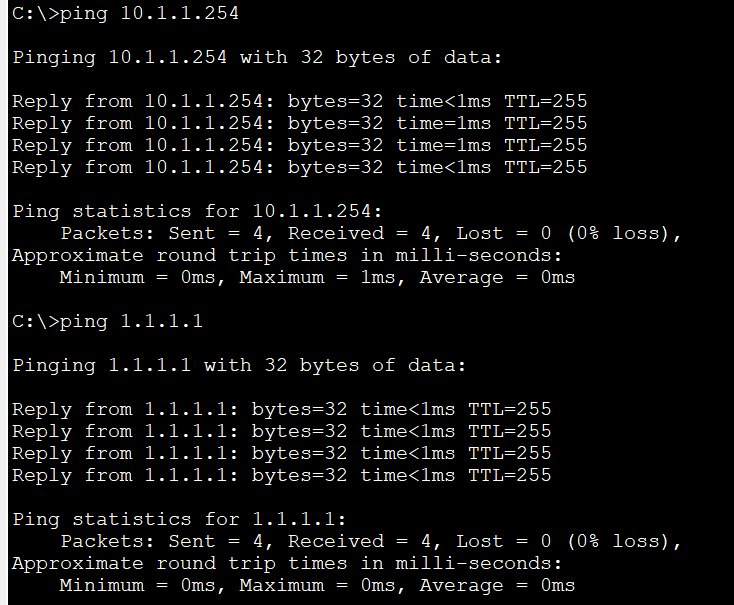 C:\>ping 10.1.1.254
Pinging 10.1.1.254 with 32 bytes of data:
Reply from 10.1.1.254: bytes=32 time<1ms TTL=255
Reply from 10.1.1.254: bytes=32 time=1ms TTL=255
Reply from 10.1.1.254: bytes=32 time=1ms TTL=255
Reply from 10.1.1.254: bytes=32 time<1ms TTL=255
Ping statistics for 10.1.1.254:
Packets: Sent = 4, Received = 4, Lost = 0 (0% loss),
Approximate round trip times in milli-seconds:
Minimum = 0ms, Maximum = 1ms, Average = 0ms
C:\>ping 1.1.1.1
Pinging 1.1.1.1 with 32 bytes of data:
Reply from 1.1.1.1: bytes=32 time<1ms TTL=255
Reply from 1.1.1.1: bytes=32 time<1ms TTL=255
Reply from 1.1.1.1: bytes=32 time<1ms TTL=255
Reply from 1.1.1.1: bytes=32 time<1ms TTL=255
Ping statistics for 1.1.1.1:
Packets: Sent = 4, Received = 4, Lost = 0 (0% loss),
Approximate round trip times in milli-seconds:
Minimum = 0ms, Maximum = 0ms, Average = 0ms